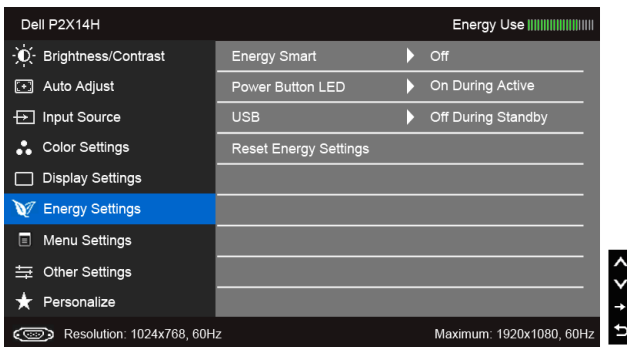 Dell P2X14H Energy Use
Brightness/Contrast Energy Smart Off
Auto Adjust Power Button LED On During Active
Input Source USB Off During Standby
Color Settings Reset Energy Settings
Display Settings
Energy Settings
Menu Settings
Other Settings
Personalize
Resolution: 1024x768, 60Hz Maximum: 1920x1080, 60Hz